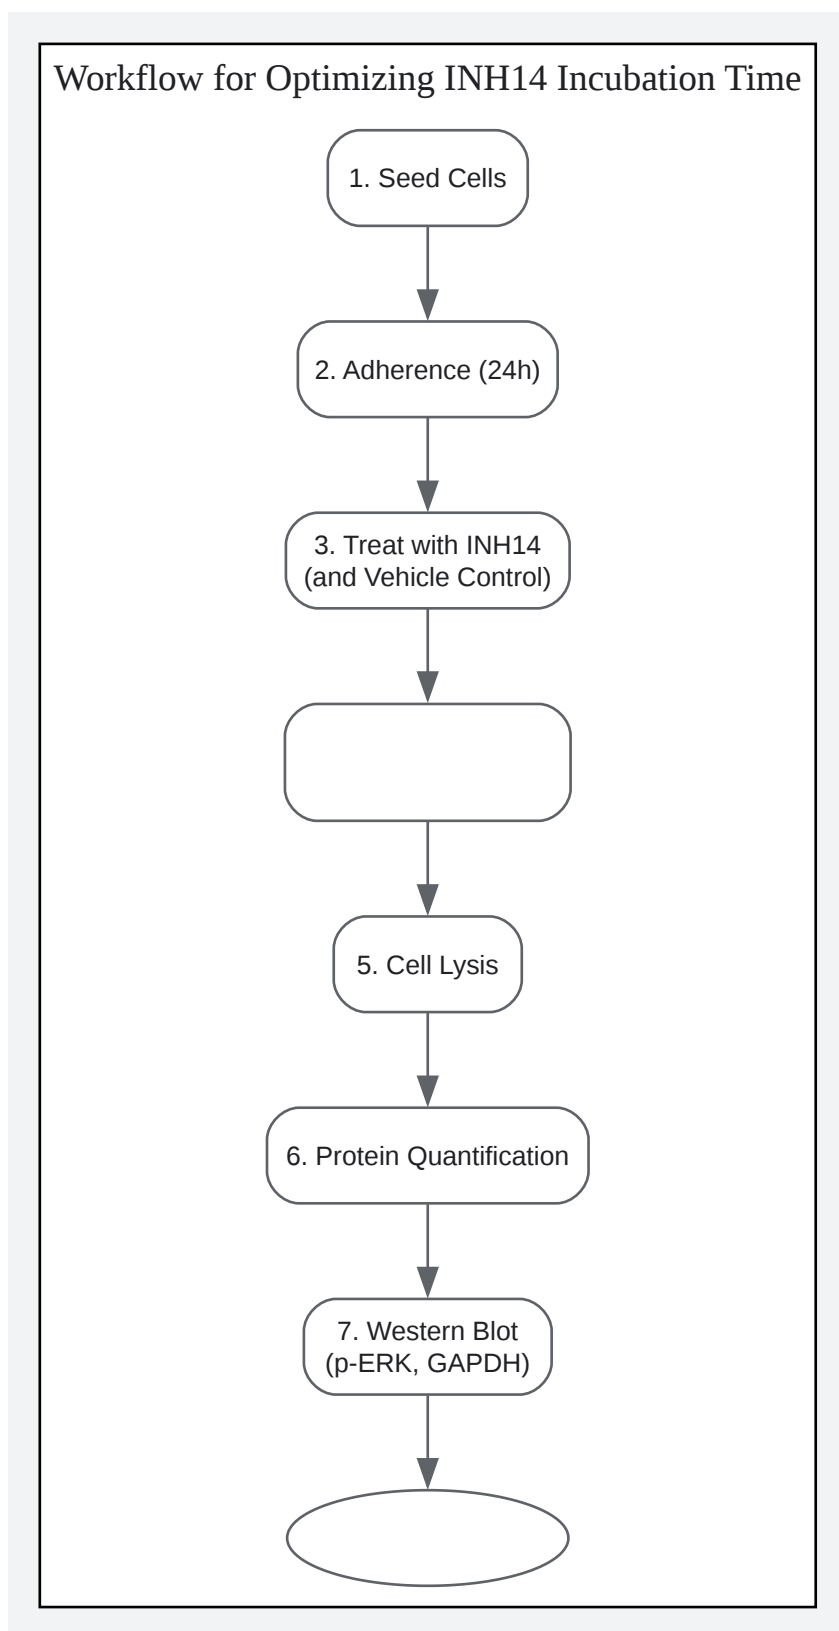 Workflow for Optimizing INH14 Incubation Time
1. Seed Cells
2. Adherence (24h)
3. Treat with INH14
(and Vehicle Control)
5. Cell Lysis
6. Protein Quantification
7. Western Blot
(p-ERK, GAPDH)